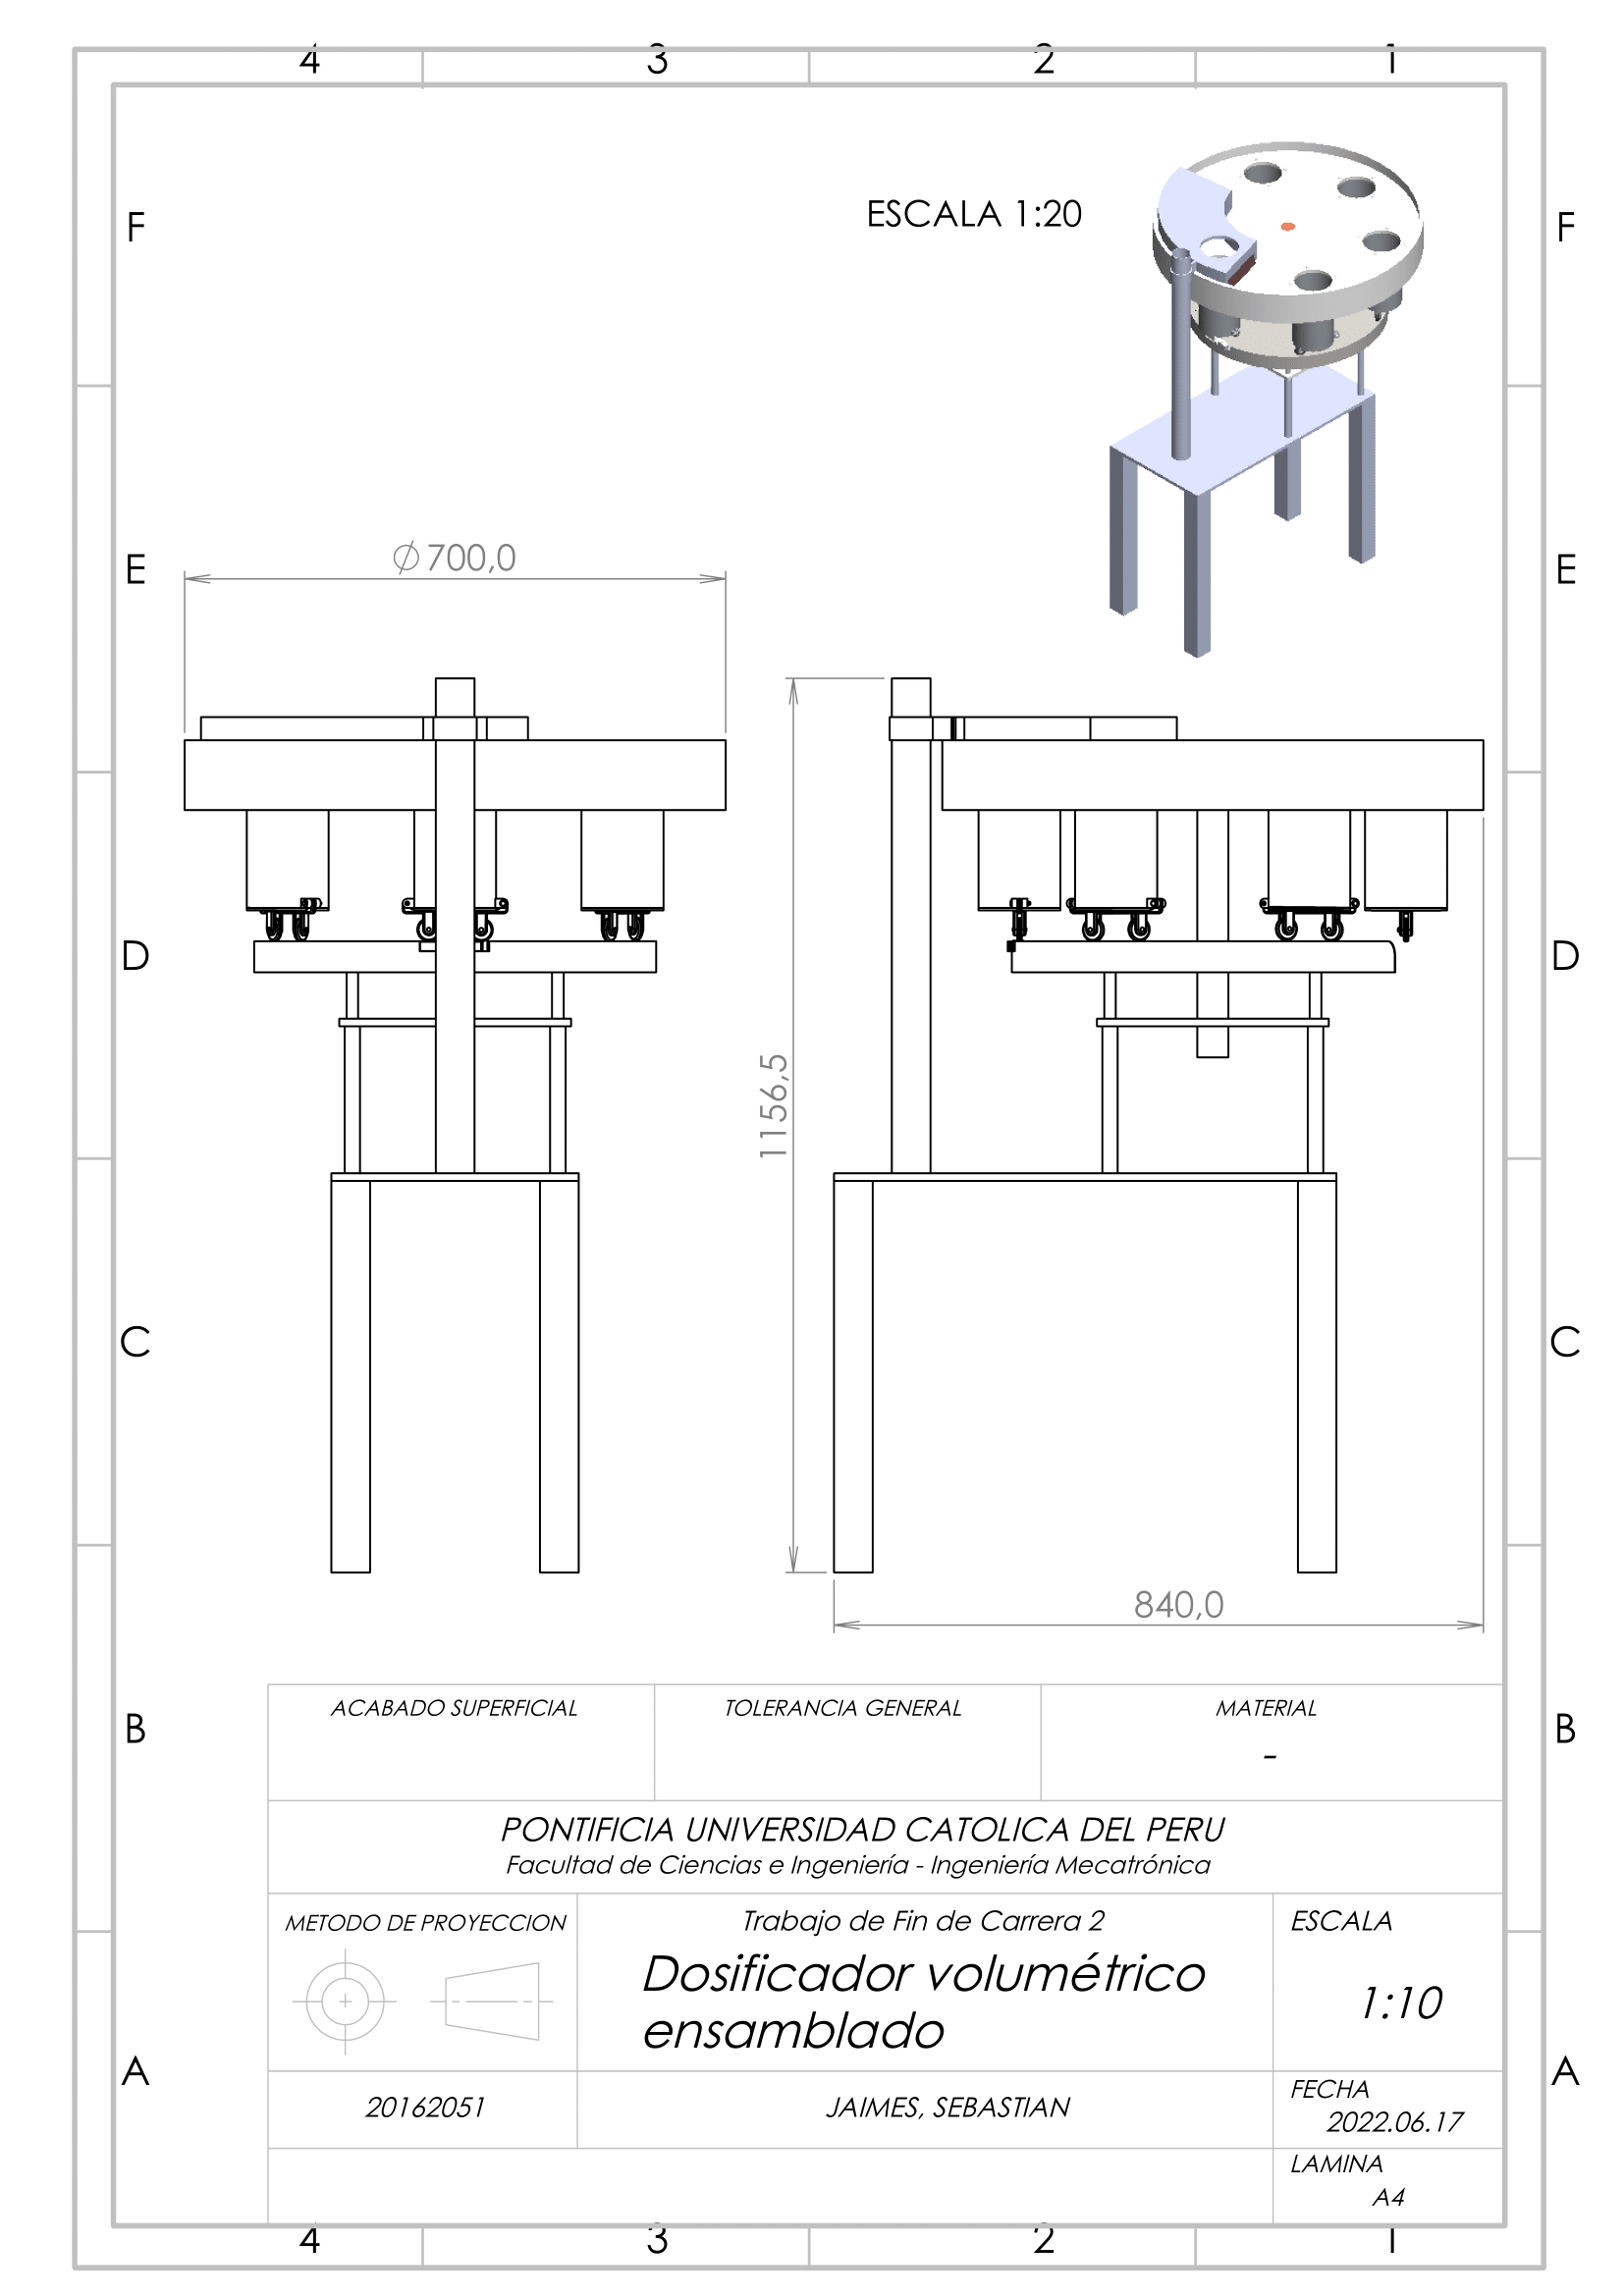 4 3 2 1
F ESCALA 1:20 F
E ∅700,0 E
1156,5
D D
C C
840,0
B B
ACABADO SUPERFICIAL TOLERANCIA GENERAL MATERIAL
-
PONTIFICIA UNIVERSIDAD CATOLICA DEL PERU
Facultad de Ciencias e Ingeniería - Ingeniería Mecatrónica
METODO DE PROYECCION Trabajo de Fin de Carrera 2 ESCALA
Dosificador volumétrico
ensamblado
1:10
A A
20162051 JAIMES, SEBASTIAN FECHA
2022.06.17
LAMINA
A4
4 3 2 1